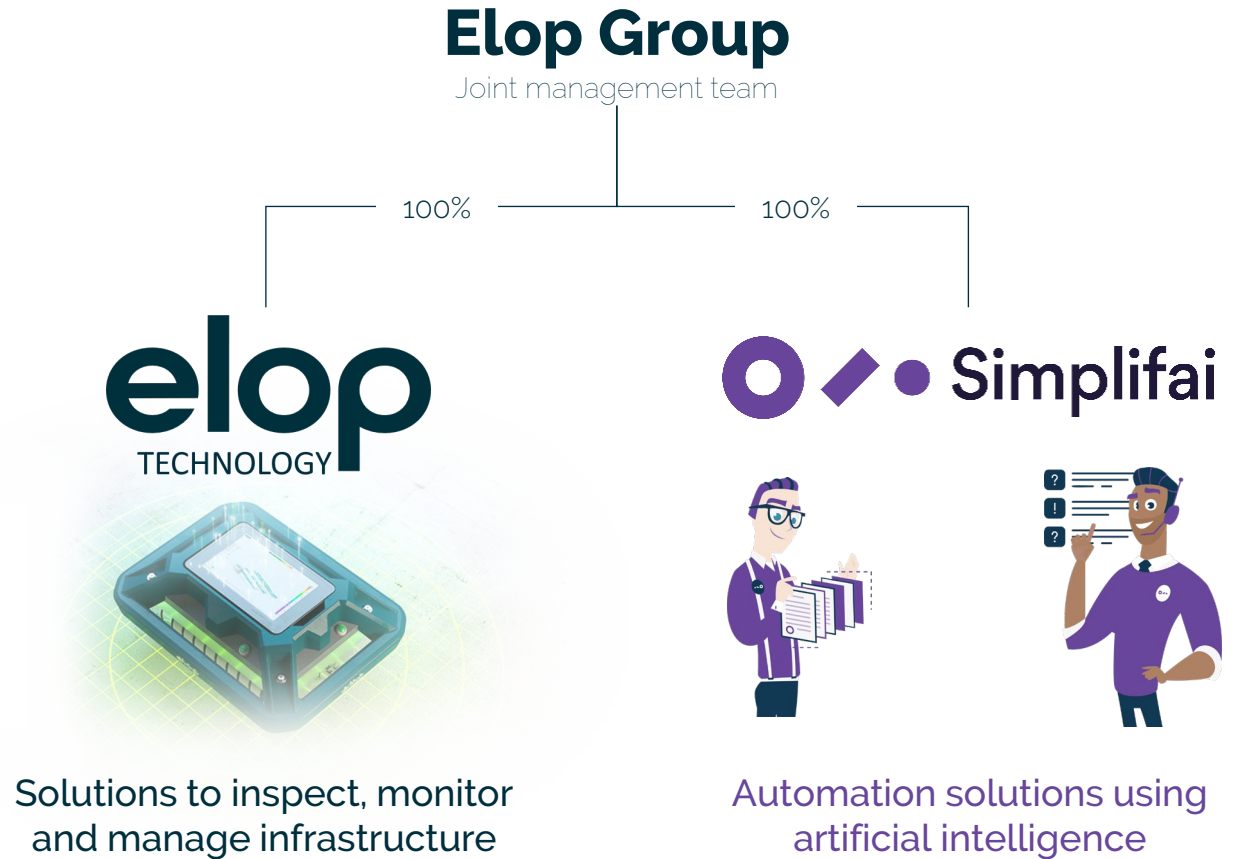 Elop Group
Joint management team
100%
100%
elop
TECHNOLOGY
Simplifai
?
!
?
Solutions to inspect, monitor
and manage infrastructure
Automation solutions using
artificial intelligence